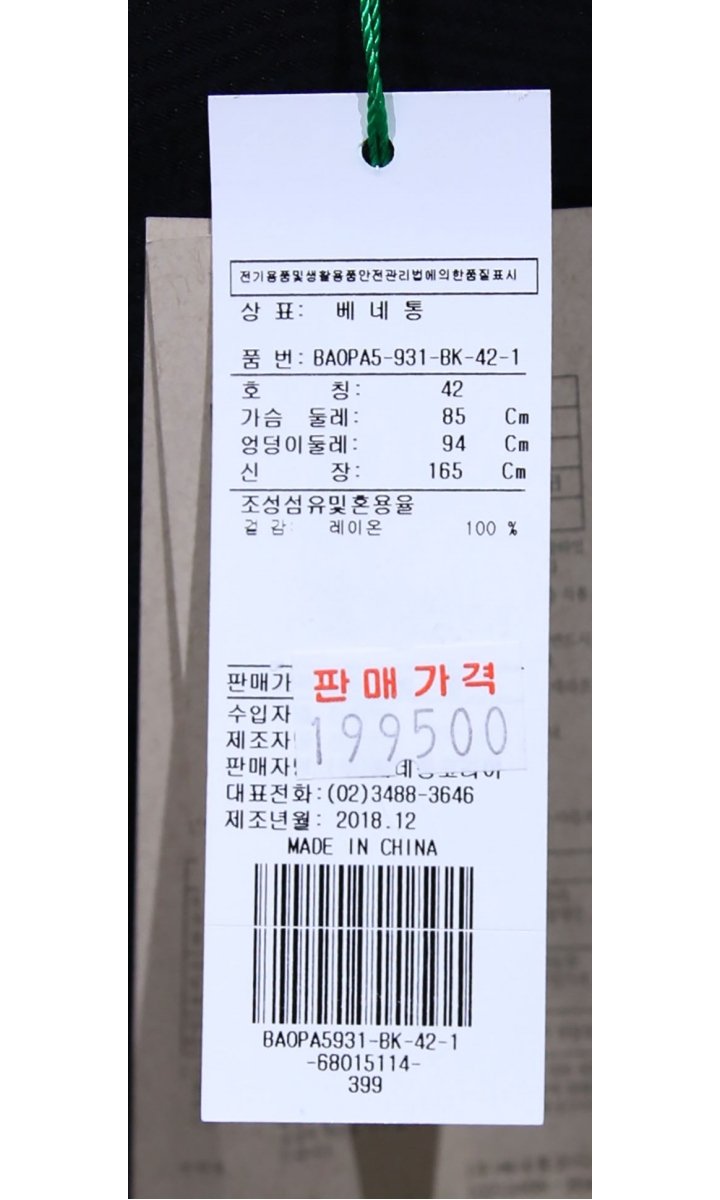 전기용품및생활용품안전관리법에의한품질표시
상 표: 베네통
품 번: BAOPA5-931-BK-42-1
호 칭: 42
가슴 둘레: 85 Cm
엉덩이둘레: 94 Cm
신 장: 165 Cm
조성섬유및혼용율
겉 감: 레이온 100 %
판매가 판매가격
수입자 199500
제조자
판매자
대표전화:(02)3488-3646
제조년월: 2018.12
MADE IN CHINA
BAOPA5931-BK-42-1
-68015114-
399